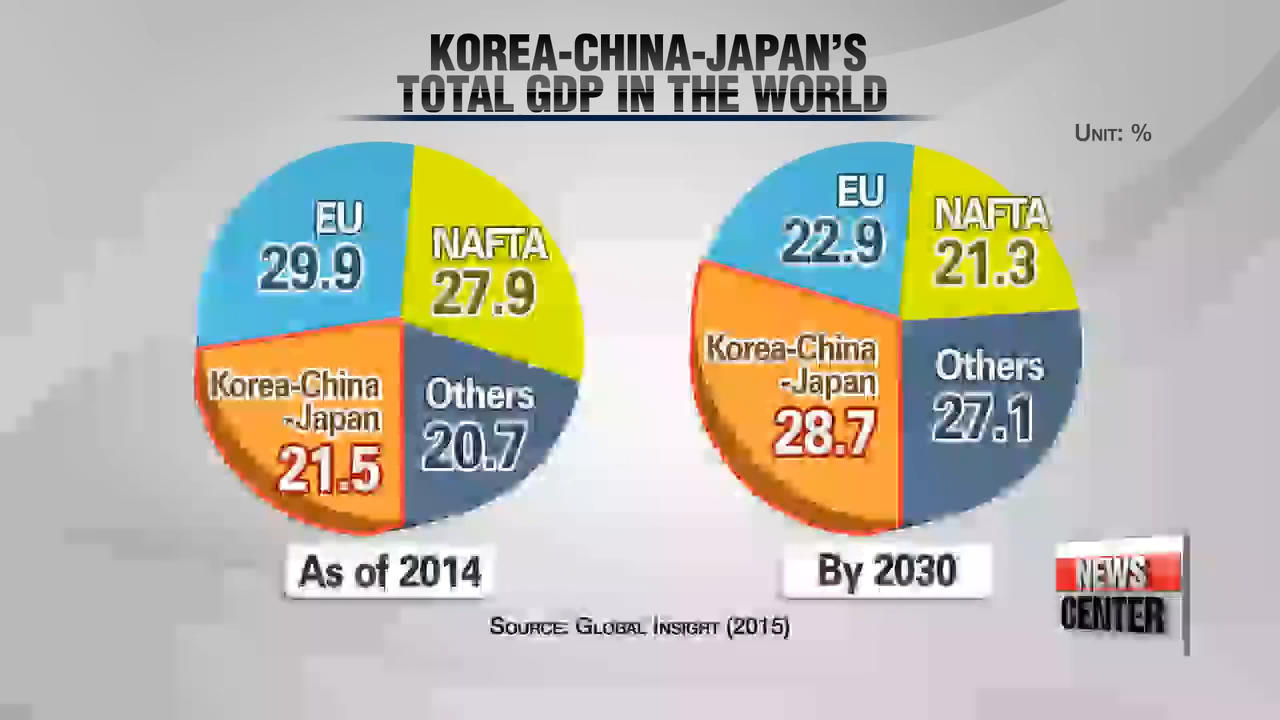 KOREA-CHINA-JAPAN'S
TOTAL GDP IN THE WORLD
UNIT: %
EU
29.9
NAFTA
27.9
Korea-China
-Japan
21.5
Others
20.7
As of 2014
EU
22.9
NAFTA
21.3
Korea-China
-Japan
28.7
Others
27.1
By 2030
SOURCE: GLOBAL INSIGHT (2015)
NEWS
CENTER